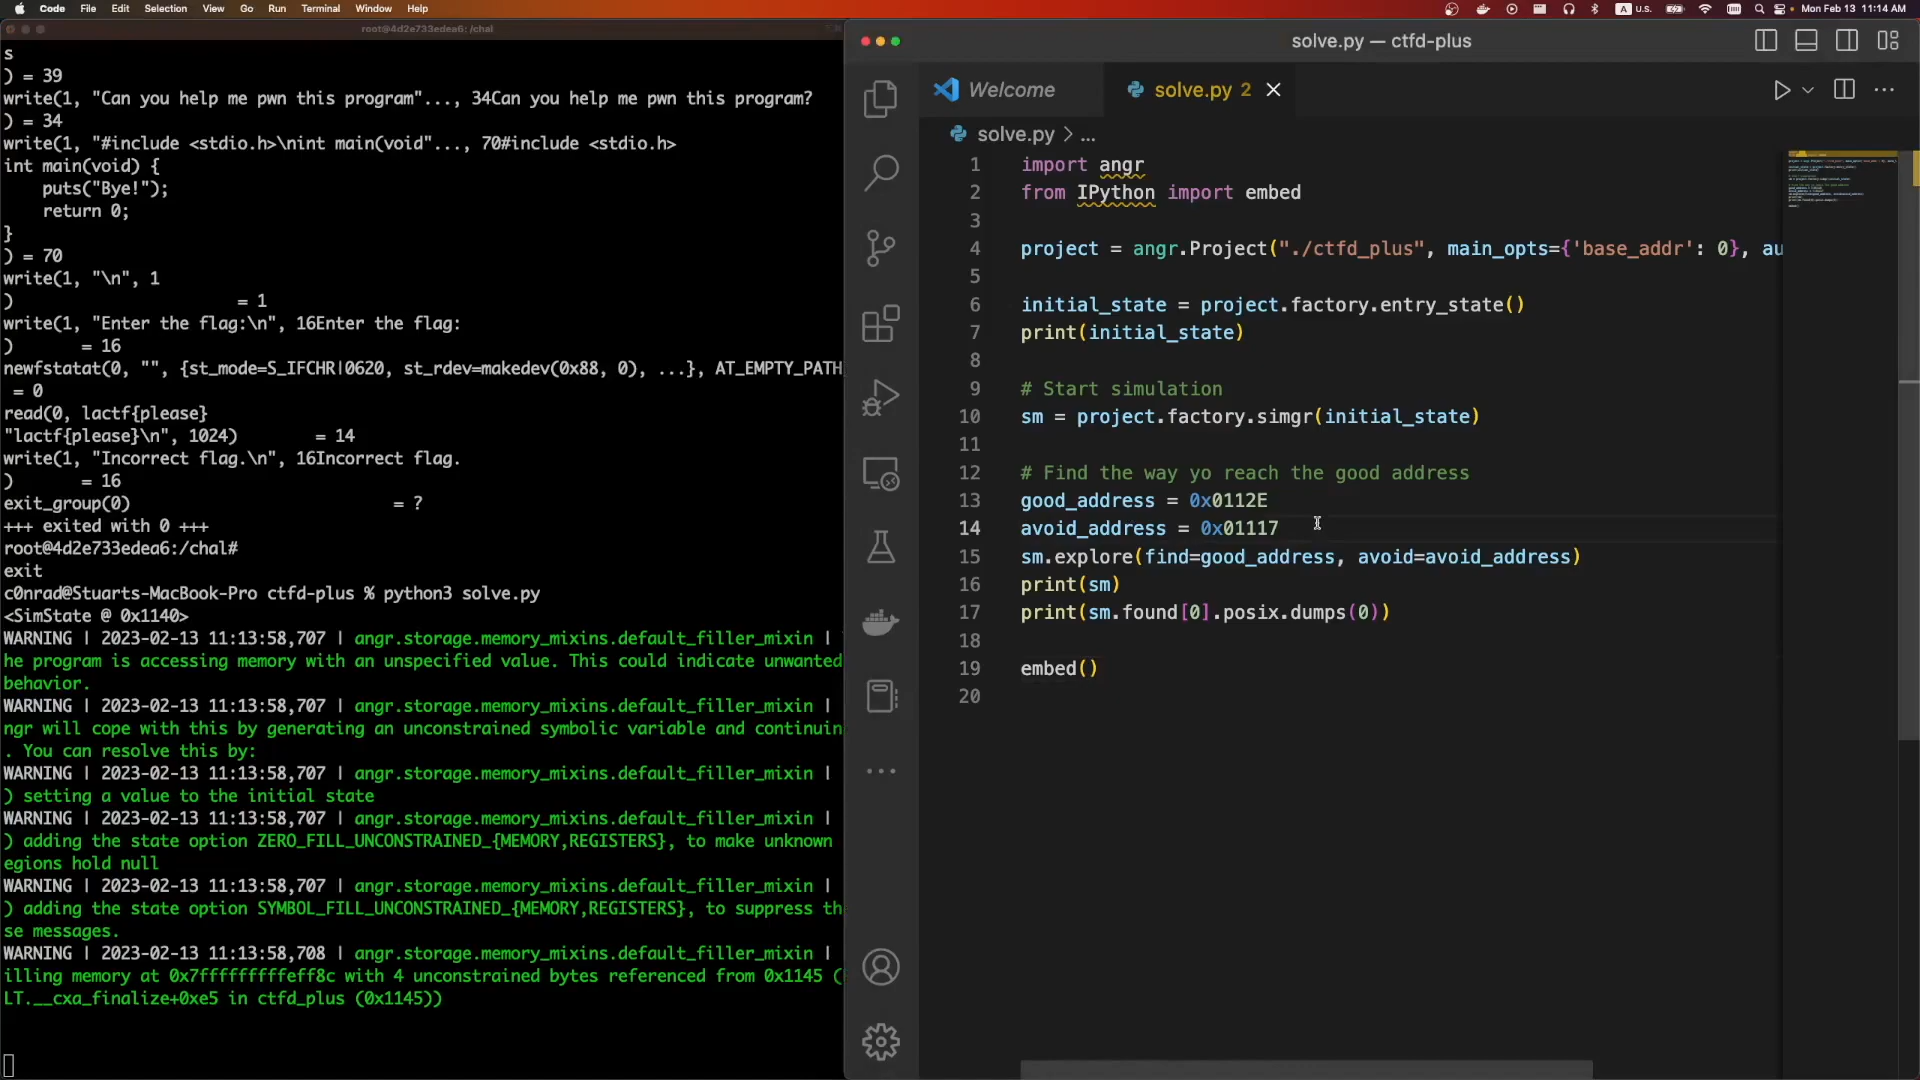 Code File Edit Selection View Go Run Terminal Window Help
A U.S. Mon Feb 13 11:14 AM
root@4d2e733edea6: /chal
s
) = 39
write(1, "Can you help me pwn this program"..., 34Can you help me pwn this program?
) = 34
write(1, "#include <stdio.h>\nint main(void"..., 70#include <stdio.h>
int main(void) {
    puts("Bye!");
    return 0;
}
) = 70
write(1, "\n", 1
) = 1
write(1, "Enter the flag:\n", 16Enter the flag:
) = 16
newfstatat(0, "", {st_mode=S_IFCHR|0620, st_rdev=makedev(0x88, 0), ...}, AT_EMPTY_PATH
= 0
read(0, lactf{please}
"lactf{please}\n", 1024) = 14
write(1, "Incorrect flag.\n", 16Incorrect flag.
) = 16
exit_group(0) = ?
+++ exited with 0 +++
root@4d2e733edea6:/chal#
exit
c0nrad@Stuarts-MacBook-Pro ctfd-plus % python3 solve.py
<SimState @ 0x1140>
WARNING | 2023-02-13 11:13:58,707 | angr.storage.memory_mixins.default_filler_mixin |
he program is accessing memory with an unspecified value. This could indicate unwanted
behavior.
WARNING | 2023-02-13 11:13:58,707 | angr.storage.memory_mixins.default_filler_mixin |
ngr will cope with this by generating an unconstrained symbolic variable and continuin
. You can resolve this by:
WARNING | 2023-02-13 11:13:58,707 | angr.storage.memory_mixins.default_filler_mixin |
) setting a value to the initial state
WARNING | 2023-02-13 11:13:58,707 | angr.storage.memory_mixins.default_filler_mixin |
) adding the state option ZERO_FILL_UNCONSTRAINED_{MEMORY,REGISTERS}, to make unknown
egions hold null
WARNING | 2023-02-13 11:13:58,707 | angr.storage.memory_mixins.default_filler_mixin |
) adding the state option SYMBOL_FILL_UNCONSTRAINED_{MEMORY,REGISTERS}, to suppress th
se messages.
WARNING | 2023-02-13 11:13:58,708 | angr.storage.memory_mixins.default_filler_mixin |
illing memory at 0x7fffffffffeff8c with 4 unconstrained bytes referenced from 0x1145 (
LT.__cxa_finalize+0xe5 in ctfd_plus (0x1145))
solve.py — ctfd-plus
Welcome solve.py 2
solve.py > ...
1 import angr
2 from IPython import embed
3
4 project = angr.Project("./ctfd_plus", main_opts={'base_addr': 0}, au
5
6 initial_state = project.factory.entry_state()
7 print(initial_state)
8
9 # Start simulation
10 sm = project.factory.simgr(initial_state)
11
12 # Find the way yo reach the good address
13 good_address = 0x0112E
14 avoid_address = 0x01117
15 sm.explore(find=good_address, avoid=avoid_address)
16 print(sm)
17 print(sm.found[0].posix.dumps(0))
18
19 embed()
20